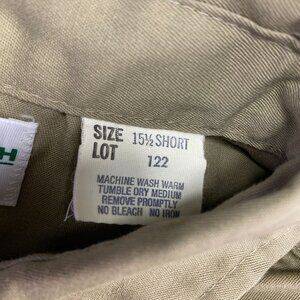 SIZE 15½ SHORT
LOT 122
MACHINE WASH WARM
TUMBLE DRY MEDIUM
REMOVE PROMPTLY
NO BLEACH NO IRON
H